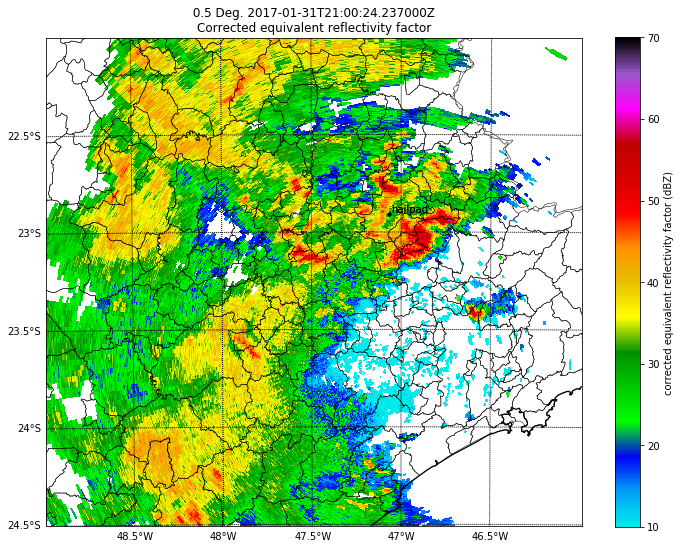 0.5 Deg. 2017-01-31T21:00:24.237000Z
Corrected equivalent reflectivity factor
70
60
50
40
30
20
10
corrected equivalent reflectivity factor (dBZ)
22.5°S
23°S
23.5°S
24°S
24.5°S
hailpad
48.5°W
48°W
47.5°W
47°W
46.5°W